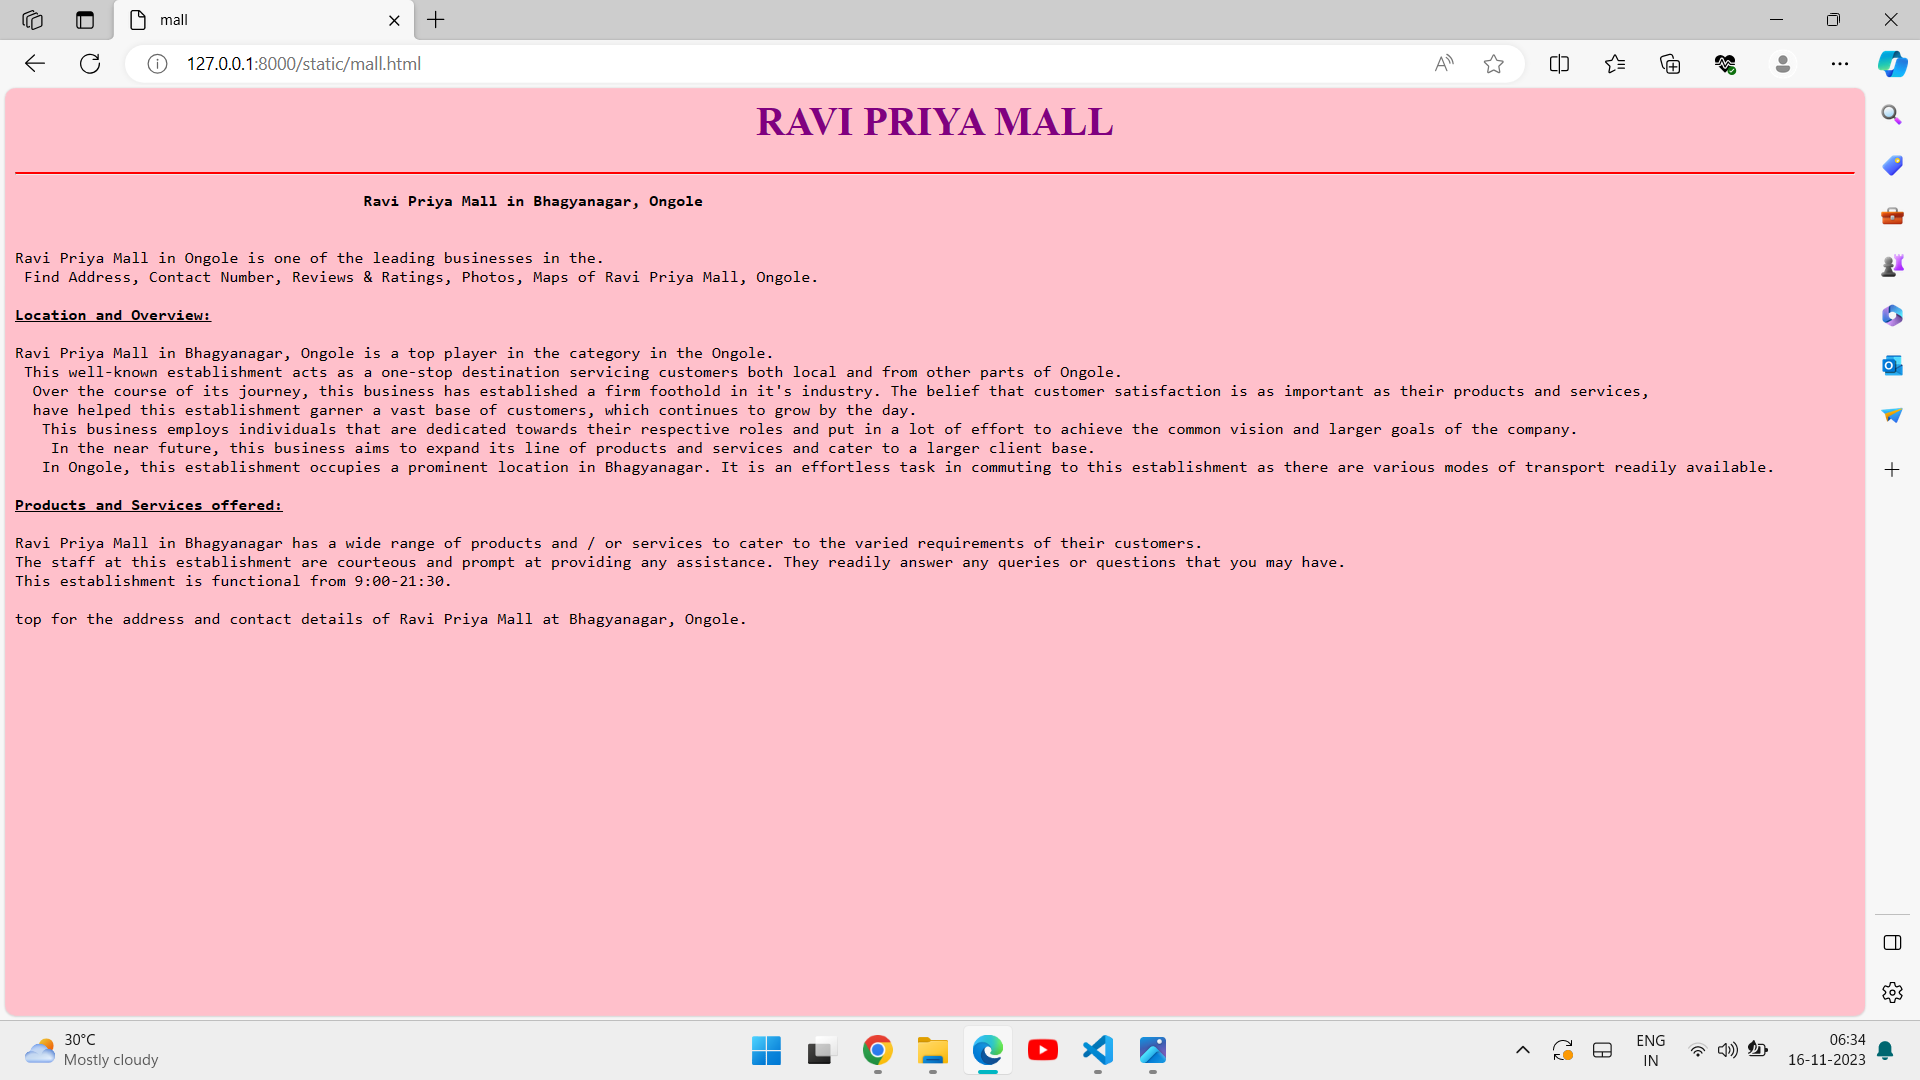 mall
127.0.0.1:8000/static/mall.html
RAVI PRIYA MALL
Ravi Priya Mall in Bhagyanagar, Ongole
Ravi Priya Mall in Ongole is one of the leading businesses in the.
Find Address, Contact Number, Reviews & Ratings, Photos, Maps of Ravi Priya Mall, Ongole.
Location and Overview:
Ravi Priya Mall in Bhagyanagar, Ongole is a top player in the category in the Ongole.
This well-known establishment acts as a one-stop destination servicing customers both local and from other parts of Ongole.
Over the course of its journey, this business has established a firm foothold in it's industry. The belief that customer satisfaction is as important as their products and services,
have helped this establishment garner a vast base of customers, which continues to grow by the day.
This business employs individuals that are dedicated towards their respective roles and put in a lot of effort to achieve the common vision and larger goals of the company.
In the near future, this business aims to expand its line of products and services and cater to a larger client base.
In Ongole, this establishment occupies a prominent location in Bhagyanagar. It is an effortless task in commuting to this establishment as there are various modes of transport readily available.
Products and Services offered:
Ravi Priya Mall in Bhagyanagar has a wide range of products and / or services to cater to the varied requirements of their customers.
The staff at this establishment are courteous and prompt at providing any assistance. They readily answer any queries or questions that you may have.
This establishment is functional from 9:00-21:30.
top for the address and contact details of Ravi Priya Mall at Bhagyanagar, Ongole.
30°C
Mostly cloudy
ENG
IN
06:34
16-11-2023